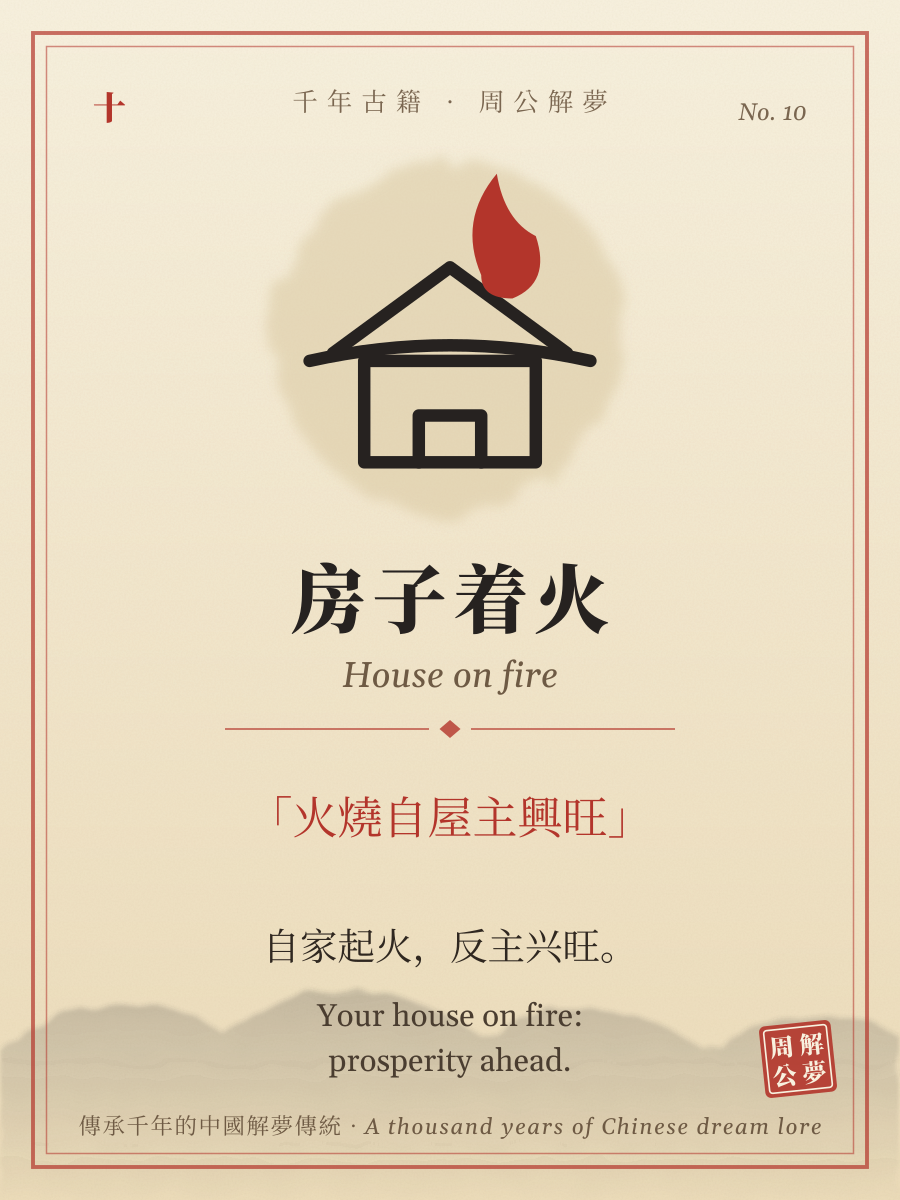 十
千年古籍 · 周公解夢
No. 10
房子着火
House on fire
「火燒自屋主興旺」
自家起火，反主兴旺。
Your house on fire:
prosperity ahead.
周解
公夢
傳承千年的中國解夢傳統 · A thousand years of Chinese dream lore